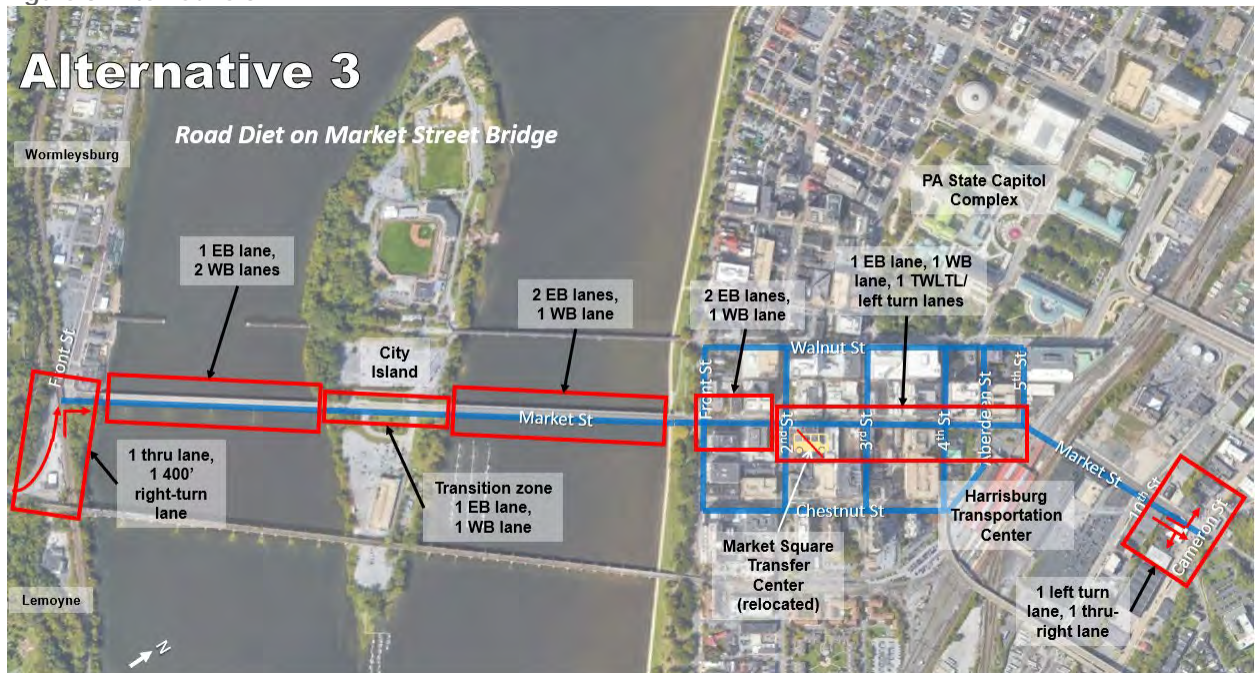 Alternative 3
Road Diet on Market Street Bridge
Wormleysburg
PA State Capitol
Complex
1 EB lane,
2 WB lanes
1 EB lane, 1 WB
lane, 1 TWLTL/
left turn lanes
2 EB lanes,
1 WB lane
2 EB lanes,
1 WB lane
City
Island
Front St
Walnut St
Front St
2nd St
3rd St
4th St
Aberdeen St
5th St
Market St
Market St
1 thru lane,
1 400'
right-turn
lane
Transition zone
1 EB lane,
1 WB lane
Chestnut St
Harrisburg
Transportation
Center
10th St
Cameron St
Market Square
Transfer
Center
(relocated)
1 left turn
lane, 1 thru-
right lane
Lemoyne
N